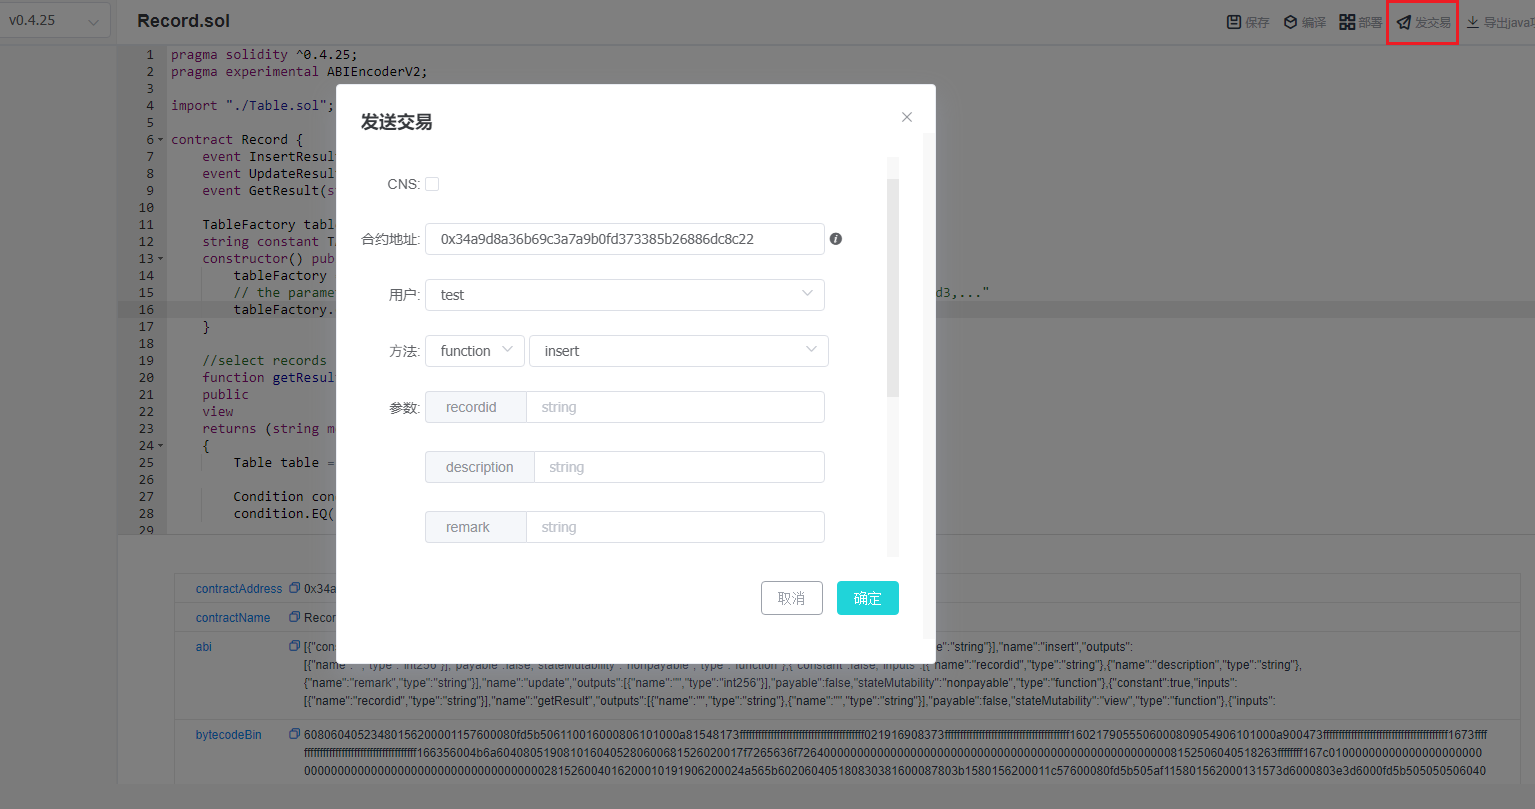 v0.4.25
Record.sol
保存 编译 部署 发交易 导出java项
1 pragma solidity ^0.4.25;
2 pragma experimental ABIEncoderV2;
3
4 import "./Table.sol";
5
6 contract Record {
7 event InsertResul
8 event UpdateResul
9 event GetResult(s
10
11 TableFactory tabl
12 string constant T
13 constructor() pub
14 tableFactory
15 // the parame d3,..."
16 tableFactory.
17 }
18
19 //select records
20 function getResul
21 public
22 view
23 returns (string m
24 {
25 Table table =
26
27 Condition con
28 condition.EQ(
29
发送交易
CNS:
合约地址: 0x34a9d8a36b69c3a7a9b0fd373385b26886dc8c22
用户: test
方法: function insert
参数: recordid string
description string
remark string
取消 确定
contractAddress 0x34a
contractName Recor
abi [{"cons e":"string"}],"name":"insert","outputs":
[{"name":"","type":"int256"}],"payable":false,"stateMutability":"nonpayable","type":"function"},{"constant":false,"inputs":[{"name":"recordid","type":"string"},{"name":"description","type":"string"},
{"name":"remark","type":"string"}],"name":"update","outputs":[{"name":"","type":"int256"}],"payable":false,"stateMutability":"nonpayable","type":"function"},{"constant":true,"inputs":
[{"name":"recordid","type":"string"}],"name":"getResult","outputs":[{"name":"","type":"string"},{"name":"","type":"string"}],"payable":false,"stateMutability":"view","type":"function"},{"inputs":
bytecodeBin